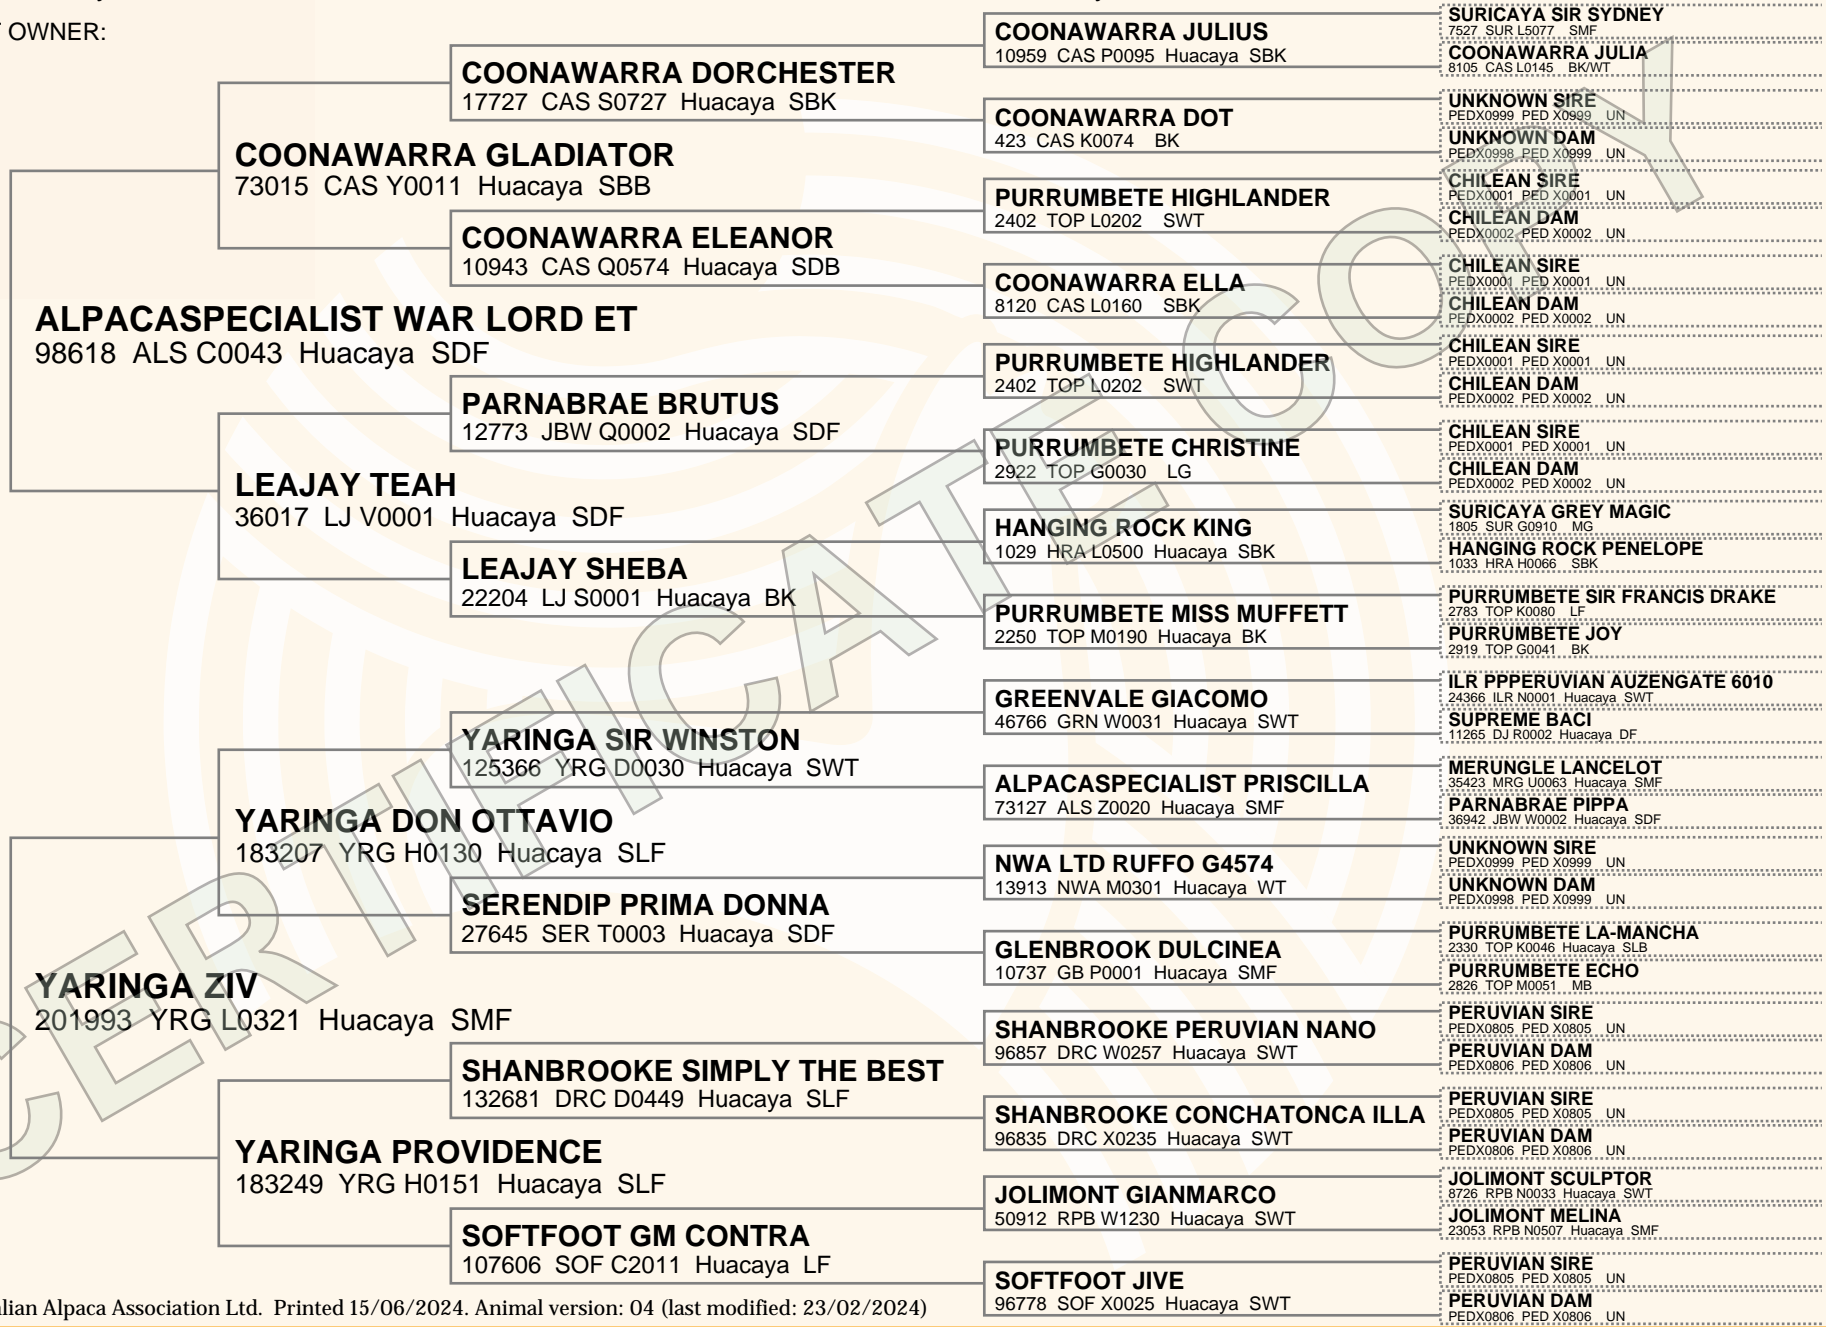 OWNER:
ALPACASPECIALIST WAR LORD ET
98618 ALS C0043 Huacaya SDF
YARINGA ZIV
201993 YRG L0321 Huacaya SMF
COONAWARRA GLADIATOR
73015 CAS Y0011 Huacaya SBB
LEAJAY TEAH
36017 LJ V0001 Huacaya SDF
YARINGA DON OTTAVIO
183207 YRG H0130 Huacaya SLF
YARINGA PROVIDENCE
183249 YRG H0151 Huacaya SLF
COONAWARRA DORCHESTER
17727 CAS S0727 Huacaya SBK
COONAWARRA ELEANOR
10943 CAS Q0574 Huacaya SDB
PARNABRAE BRUTUS
12773 JBW Q0002 Huacaya SDF
LEAJAY SHEBA
22204 LJ S0001 Huacaya BK
YARINGA SIR WINSTON
125366 YRG D0030 Huacaya SWT
SERENDIP PRIMA DONNA
27645 SER T0003 Huacaya SDF
SHANBROOKE SIMPLY THE BEST
132681 DRC D0449 Huacaya SLF
SOFTFOOT GM CONTRA
107606 SOF C2011 Huacaya LF
COONAWARRA JULIUS
10959 CAS P0095 Huacaya SBK
COONAWARRA DOT
423 CAS K0074 BK
PURRUMBETE HIGHLANDER
2402 TOP L0202 SWT
COONAWARRA ELLA
8120 CAS L0160 SBK
PURRUMBETE HIGHLANDER
2402 TOP L0202 SWT
PURRUMBETE CHRISTINE
2922 TOP G0030 LG
HANGING ROCK KING
1029 HRA L0500 Huacaya SBK
PURRUMBETE MISS MUFFETT
2250 TOP M0190 Huacaya BK
GREENVALE GIACOMO
46766 GRN W0031 Huacaya SWT
ALPACASPECIALIST PRISCILLA
73127 ALS Z0020 Huacaya SMF
NWA LTD RUFFO G4574
13913 NWA M0301 Huacaya WT
GLENBROOK DULCINEA
10737 GB P0001 Huacaya SMF
SHANBROOKE PERUVIAN NANO
96857 DRC W0257 Huacaya SWT
SHANBROOKE CONCHATONCA ILLA
96835 DRC X0235 Huacaya SWT
JOLIMONT GIANMARCO
50912 RPB W1230 Huacaya SWT
SOFTFOOT JIVE
96778 SOF X0025 Huacaya SWT
SURICAYA SIR SYDNEY
7527 SUR L5077 SMF
COONAWARRA JULIA
8105 CAS L0145 BK/WT
UNKNOWN SIRE
PEDX0999 PED X0999 UN
UNKNOWN DAM
PEDX0998 PED X0999 UN
CHILEAN SIRE
PEDX0001 PED X0001 UN
CHILEAN DAM
PEDX0002 PED X0002 UN
CHILEAN SIRE
PEDX0001 PED X0001 UN
CHILEAN DAM
PEDX0002 PED X0002 UN
CHILEAN SIRE
PEDX0001 PED X0001 UN
CHILEAN DAM
PEDX0002 PED X0002 UN
CHILEAN SIRE
PEDX0001 PED X0001 UN
CHILEAN DAM
PEDX0002 PED X0002 UN
SURICAYA GREY MAGIC
1805 SUR G0910 MG
HANGING ROCK PENELOPE
1033 HRA H0066 SBK
PURRUMBETE SIR FRANCIS DRAKE
2783 TOP K0080 LF
PURRUMBETE JOY
2919 TOP G0041 BK
ILR PPPERUVIAN AUZENGATE 6010
24366 ILR N0001 Huacaya SWT
SUPREME BACI
11265 DJ R0002 Huacaya DF
MERUNGLE LANCELOT
35423 MRG U0063 Huacaya SMF
PARNABRAE PIPPA
36942 JBW W0002 Huacaya SDF
UNKNOWN SIRE
PEDX0999 PED X0999 UN
UNKNOWN DAM
PEDX0998 PED X0999 UN
PURRUMBETE LA-MANCHA
2330 TOP K0046 Huacaya SLB
PURRUMBETE ECHO
2826 TOP M0051 MB
PERUVIAN SIRE
PEDX0805 PED X0805 UN
PERUVIAN DAM
PEDX0806 PED X0806 UN
PERUVIAN SIRE
PEDX0805 PED X0805 UN
PERUVIAN DAM
PEDX0806 PED X0806 UN
JOLIMONT SCULPTOR
8726 RPB N0033 Huacaya SWT
JOLIMONT MELINA
23053 RPB N0507 Huacaya SMF
PERUVIAN SIRE
PEDX0805 PED X0805 UN
PERUVIAN DAM
PEDX0806 PED X0806 UN
CERTIFICATE COPY
lian Alpaca Association Ltd. Printed 15/06/2024. Animal version: 04 (last modified: 23/02/2024)